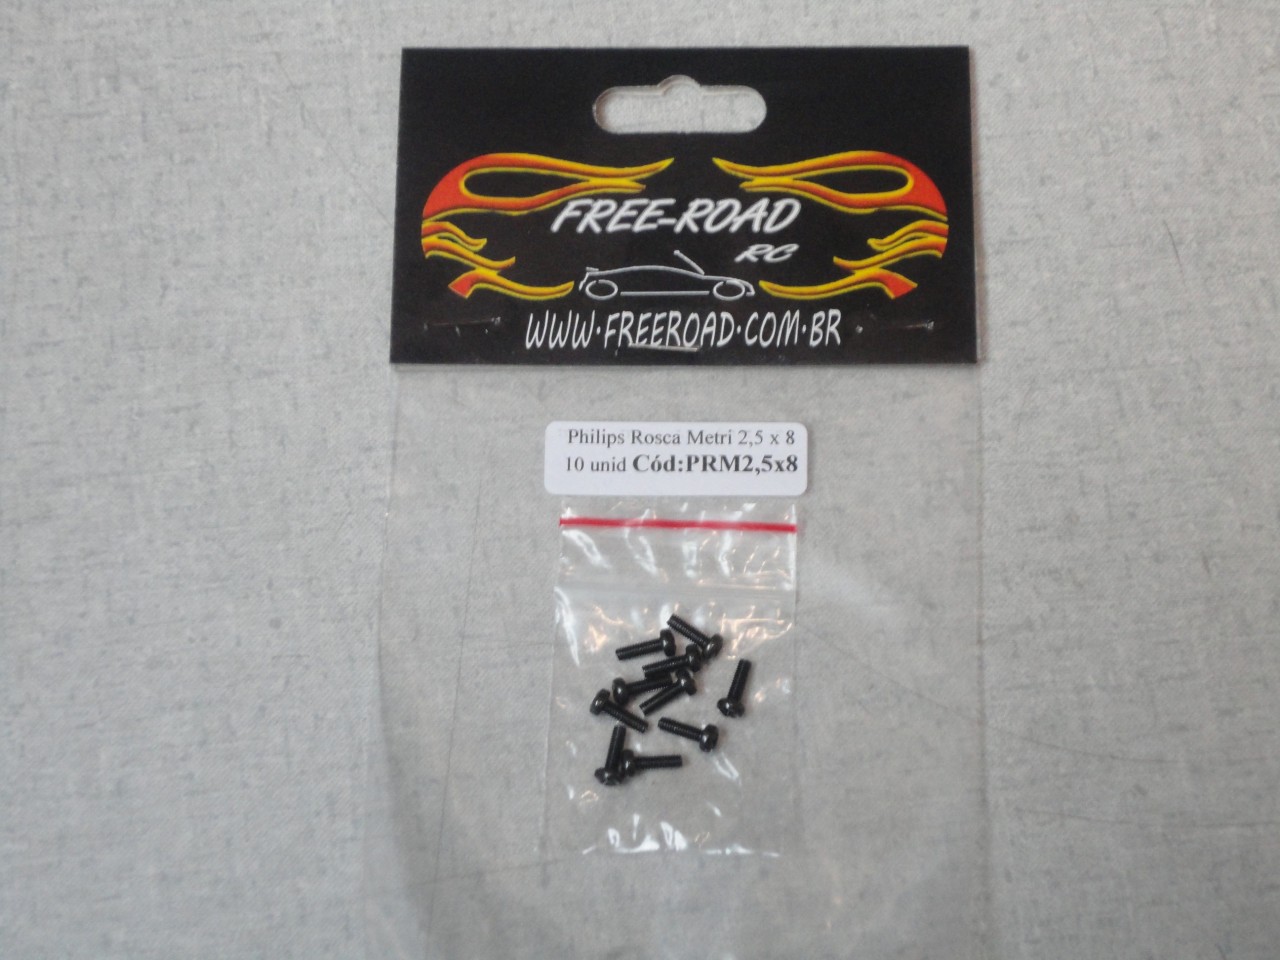 FREE-ROAD
RC
WWW.FREEROAD.COM.BR
Philips Rosca Metri 2,5 x 8
10 unid Cód:PRM2,5x8